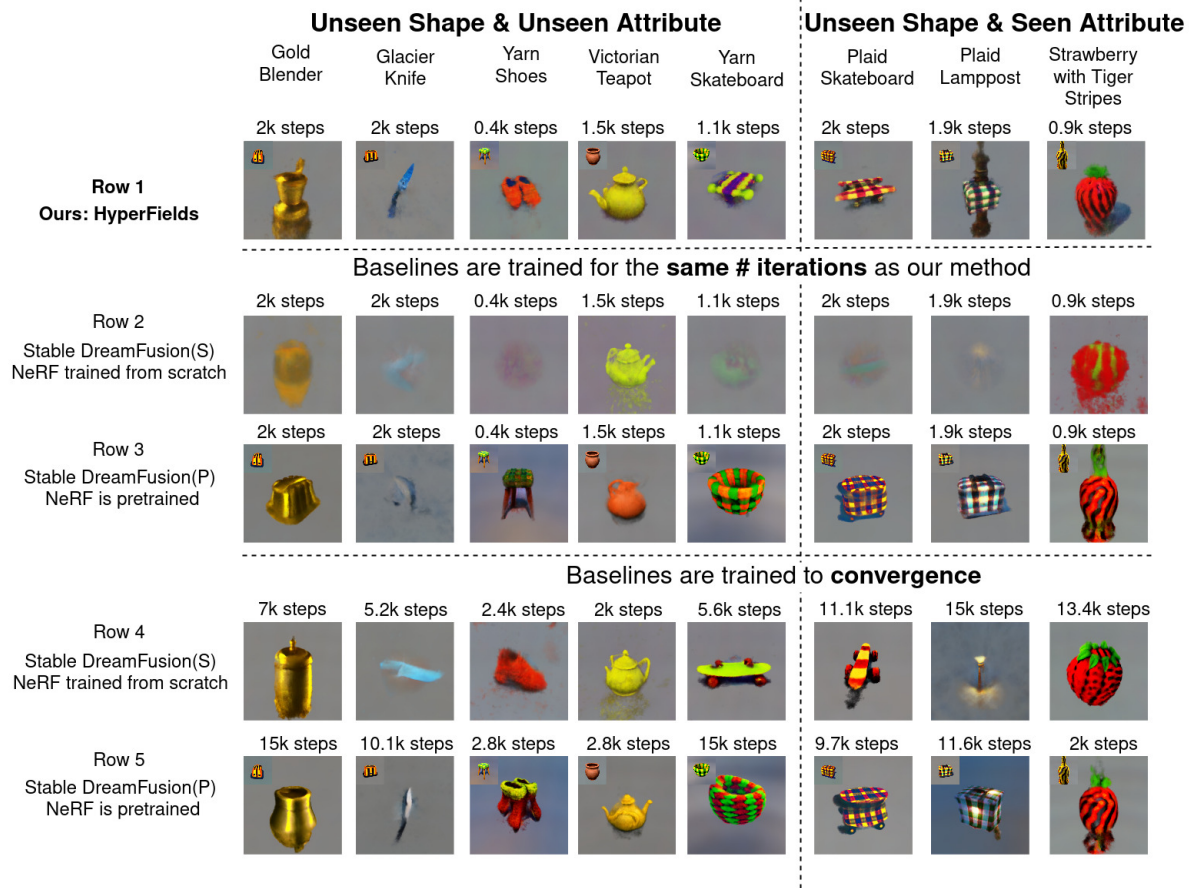 Unseen Shape & Unseen Attribute
Unseen Shape & Seen Attribute
Gold
Blender
Glacier
Knife
Yarn
Shoes
Victorian
Teapot
Yarn
Skateboard
Plaid
Skateboard
Plaid
Lamppost
Strawberry
with Tiger
Stripes
2k steps 2k steps 0.4k steps 1.5k steps 1.1k steps 2k steps 1.9k steps 0.9k steps
Row 1
Ours: HyperFields
Baselines are trained for the same # iterations as our method
2k steps 2k steps 0.4k steps 1.5k steps 1.1k steps 2k steps 1.9k steps 0.9k steps
Row 2
Stable DreamFusion(S)
NeRF trained from scratch
2k steps 2k steps 0.4k steps 1.5k steps 1.1k steps 2k steps 1.9k steps 0.9k steps
Row 3
Stable DreamFusion(P)
NeRF is pretrained
Baselines are trained to convergence
7k steps 5.2k steps 2.4k steps 2k steps 5.6k steps 11.1k steps 15k steps 13.4k steps
Row 4
Stable DreamFusion(S)
NeRF trained from scratch
15k steps 10.1k steps 2.8k steps 2.8k steps 15k steps 9.7k steps 11.6k steps 2k steps
Row 5
Stable DreamFusion(P)
NeRF is pretrained